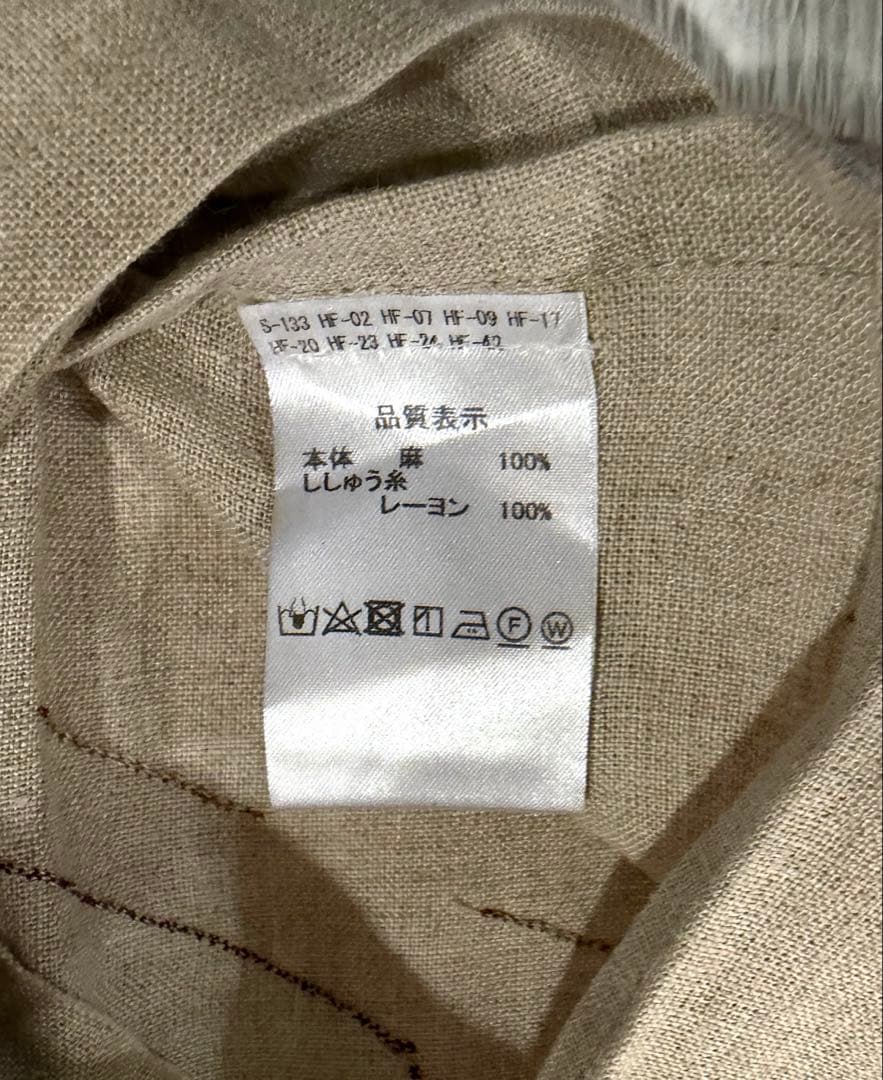 S-133 HF-02 HF-07 HF-09 HF-17
HF-20 HF-23 HF-24 HF-42
品質表示
本体 麻 100%
ししゅう糸
レーヨン 100%
F W